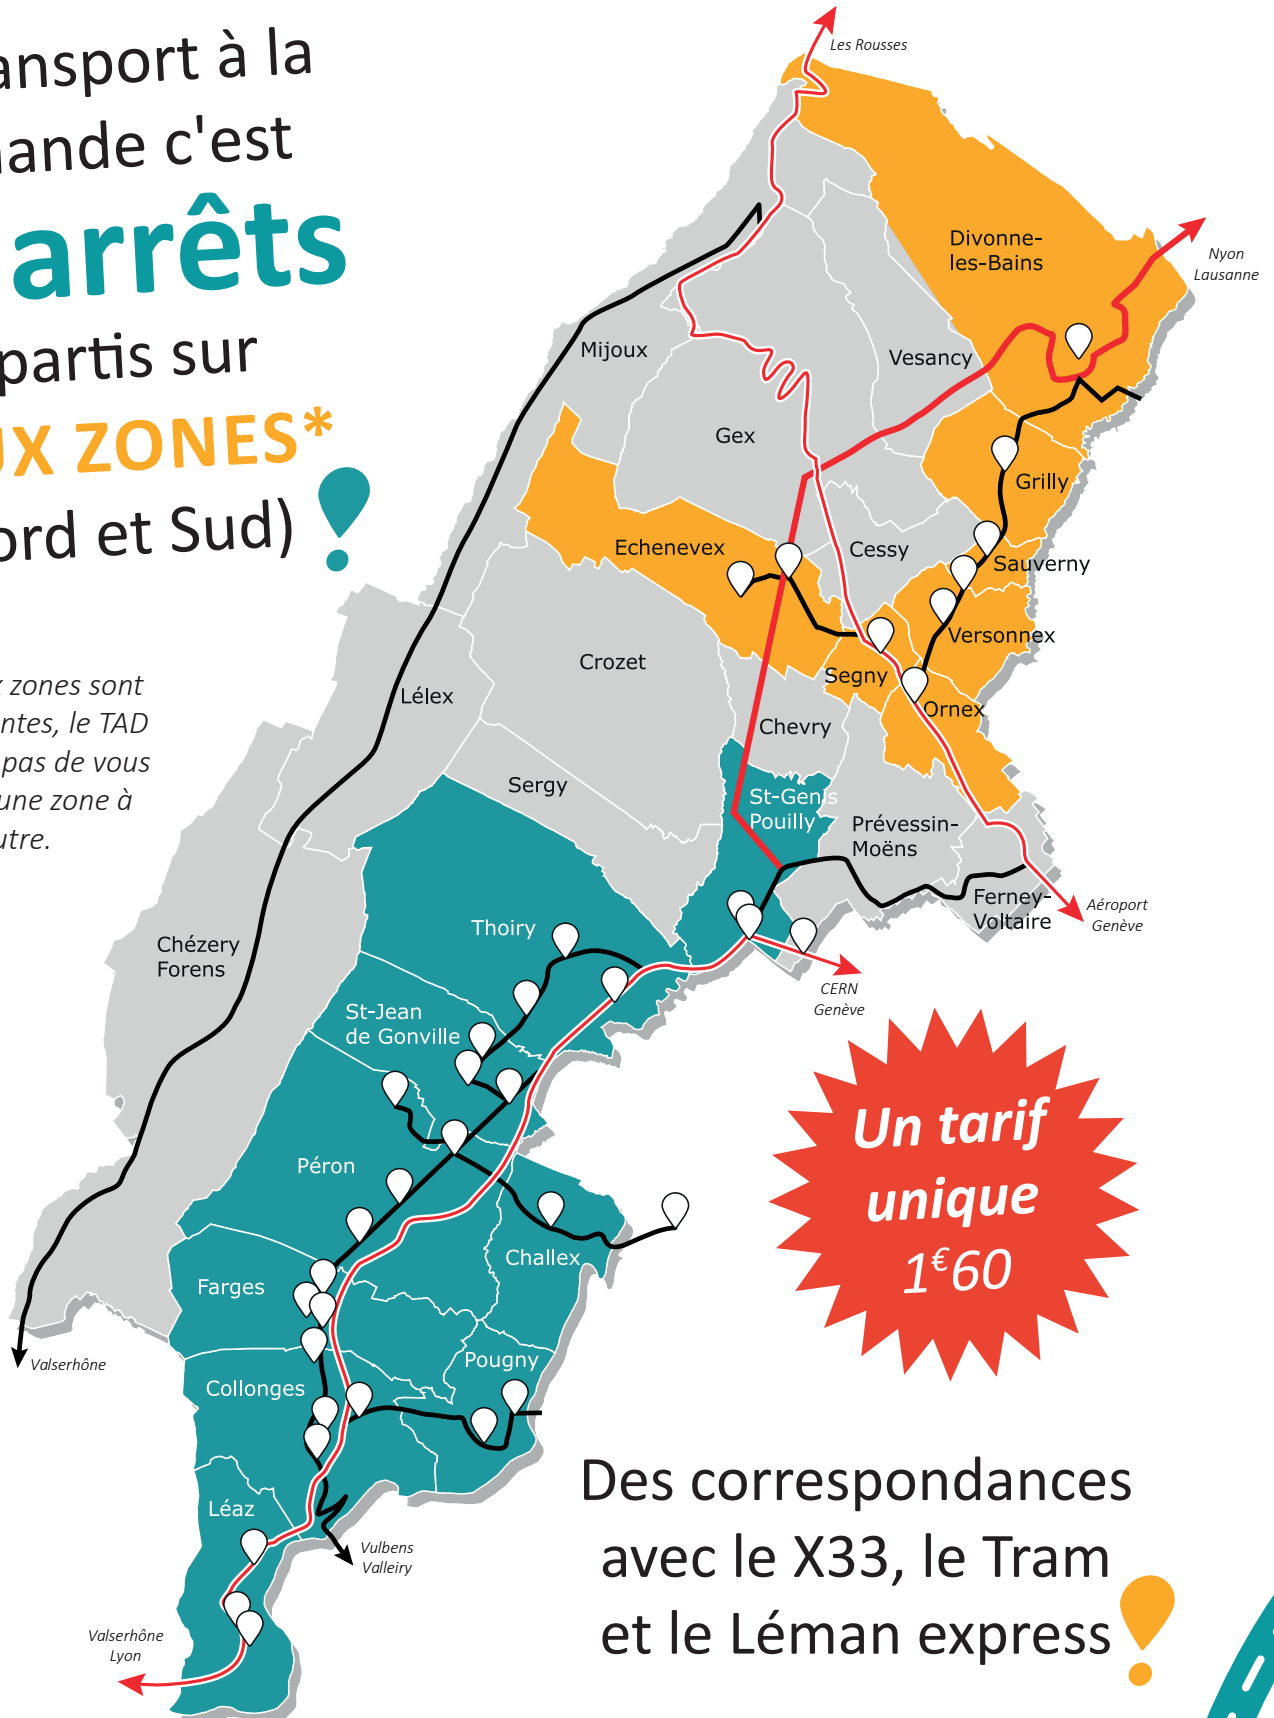 ansport à la
ande c'est
arrêts
partis sur
UX ZONES*
ord et Sud)
x zones sont
ntes, le TAD
pas de vous
une zone à
utre.
Les Rousses
Divonne-
les-Bains
Nyon
Lausanne
Mijoux
Vesancy
Gex
Grilly
Echenevex
Cessy
Sauverny
Versonnex
Crozet
Segny
Lélex
Ornex
Chevry
Sergy
St-Genis
Pouilly
Prévessin-
Moëns
Ferney-
Voltaire
Aéroport
Genève
Thoiry
Chézery
Forens
CERN
Genève
St-Jean
de Gonville
Péron
Challex
Farges
Valserhône
Pougny
Collonges
Léaz
Vulbens
Valleiry
Valserhône
Lyon
Un tarif
unique
1€60
Des correspondances
avec le X33, le Tram
et le Léman express